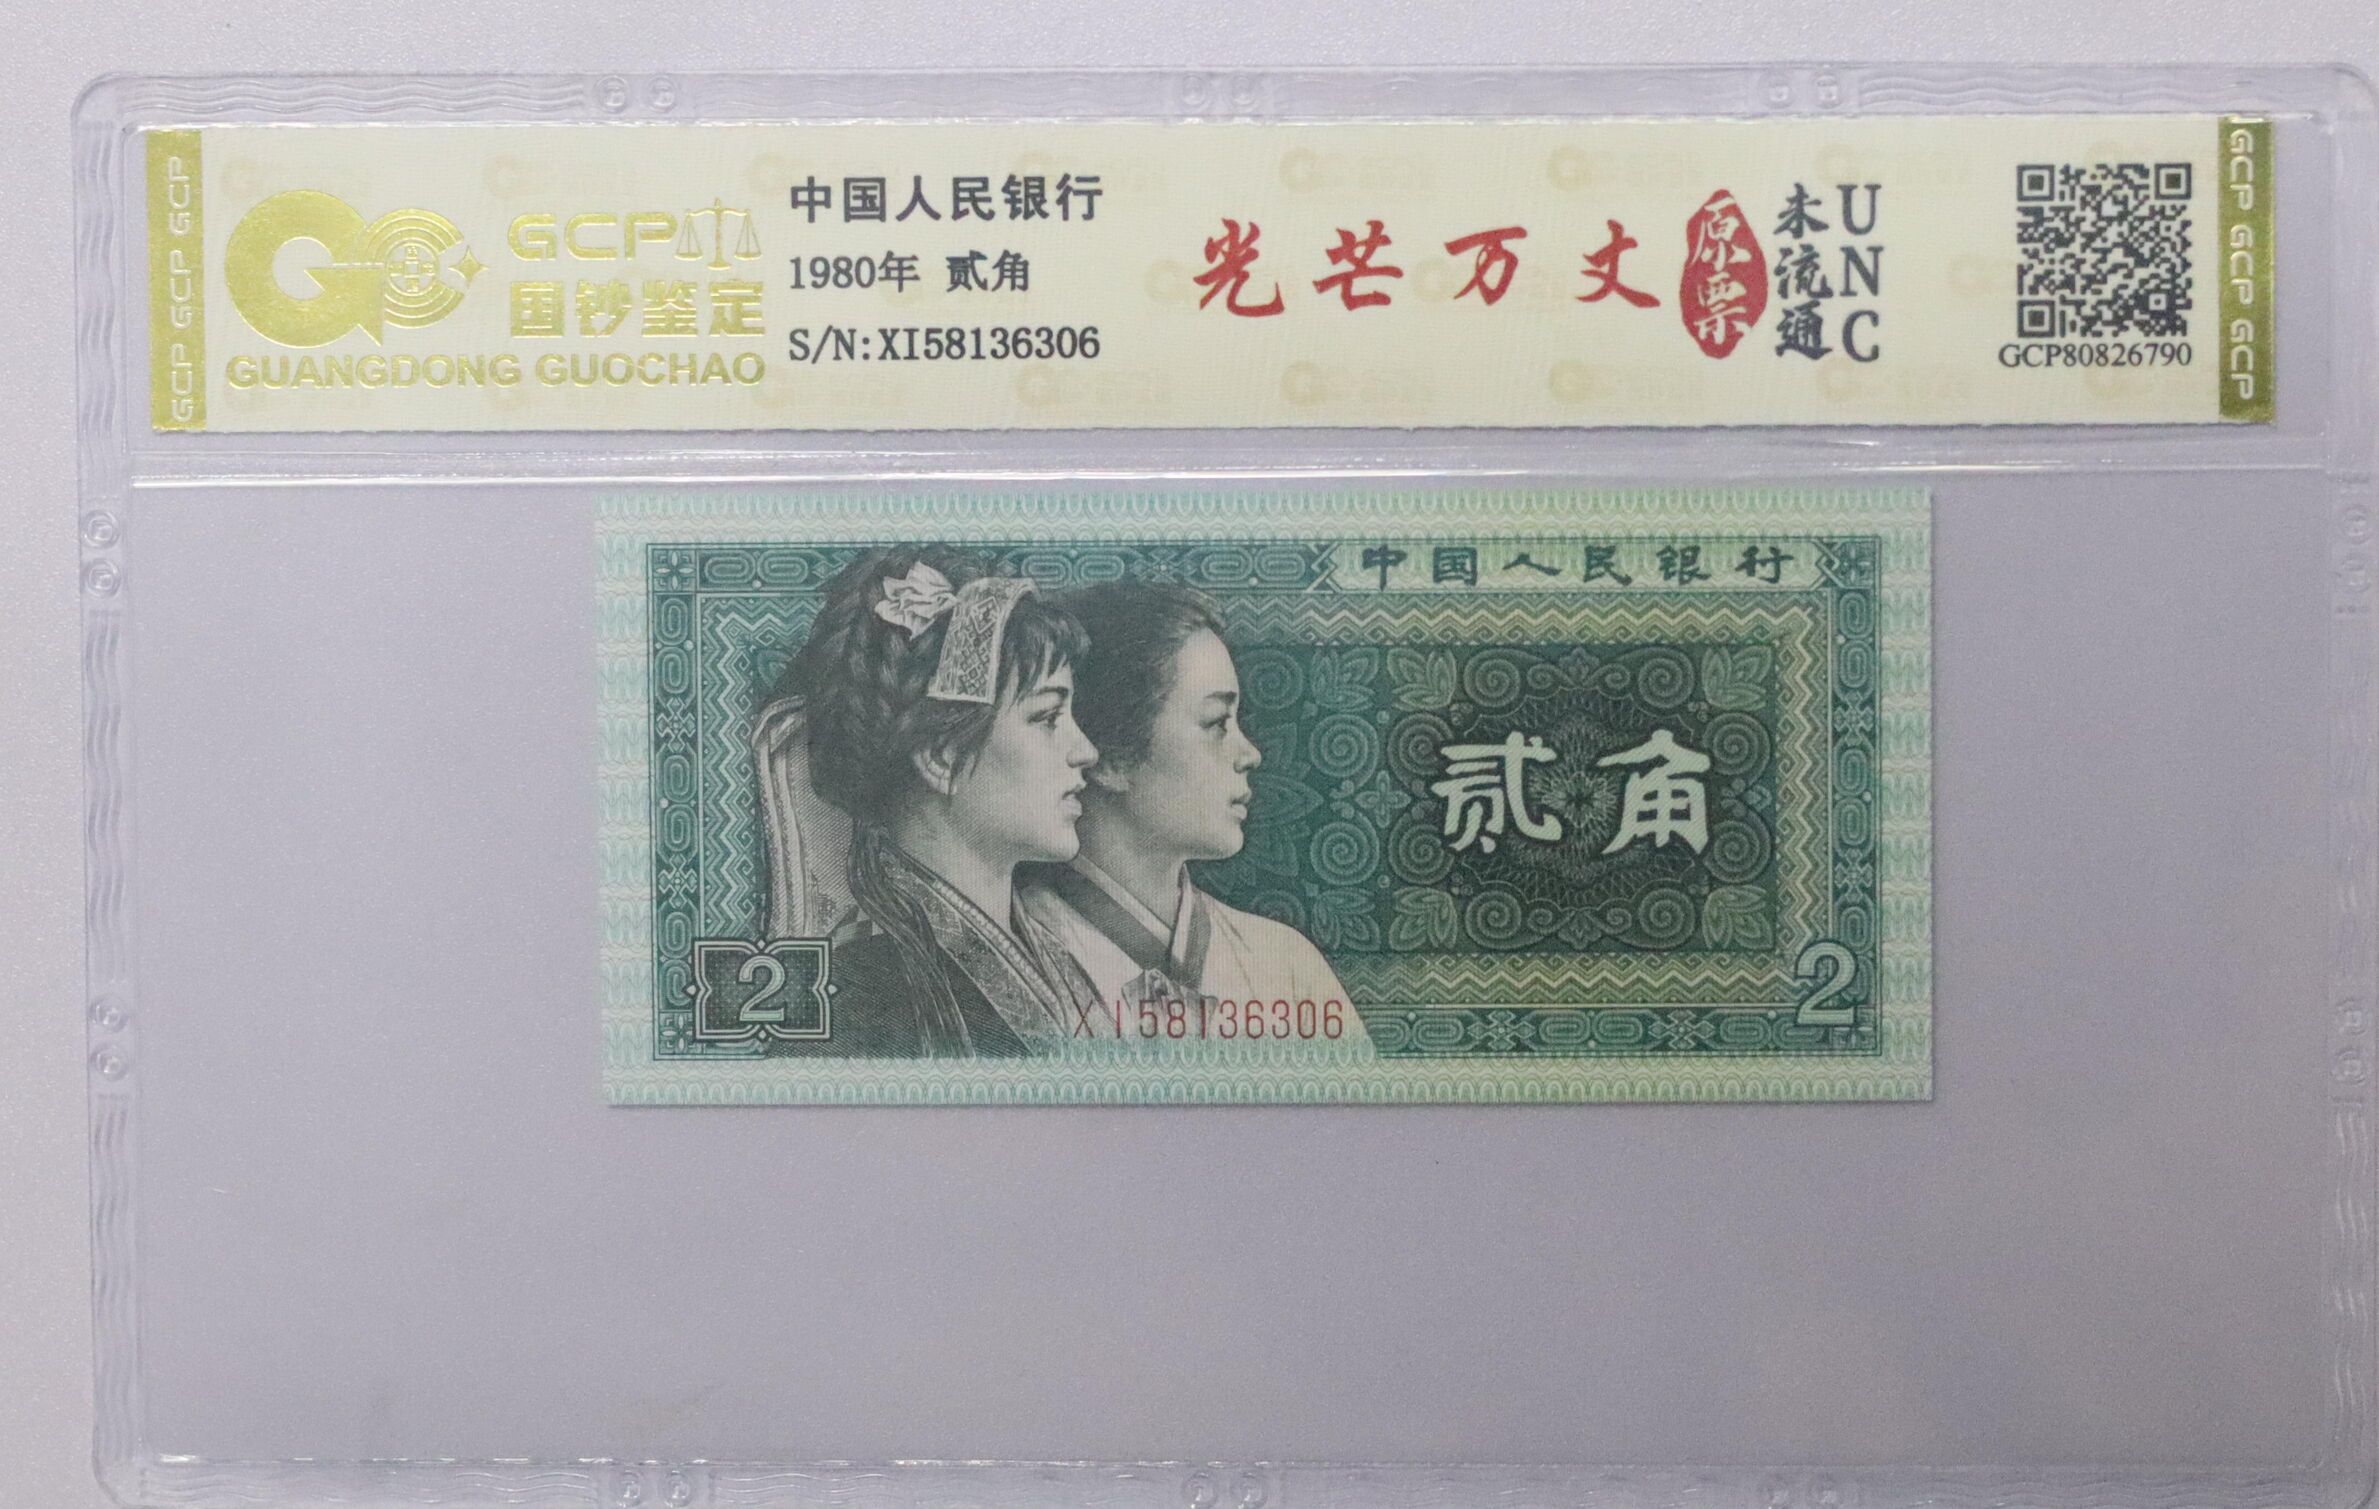 GCP GCP GCP
GCP
国钞鉴定
GUANGDONG GUOCHAO
中国人民银行
1980年 贰角
S/N:XI58136306
光芒万丈
原票
未流通
UNC
GCP80826790
GCP GCP GCP GCP
中国人民银行
贰角
2
2
XI58136306